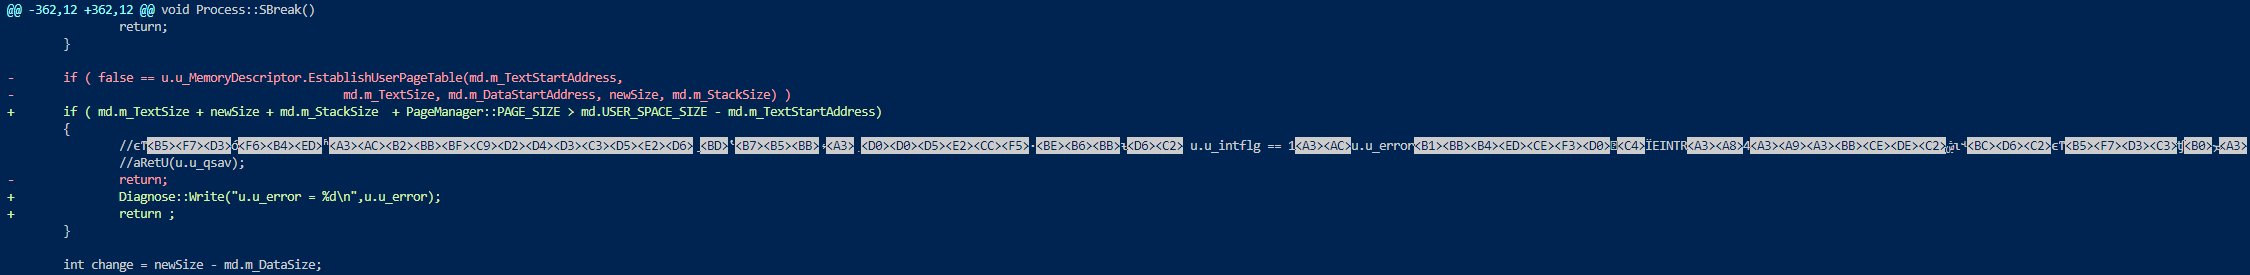 @@ -362,12 +362,12 @@ void Process::SBreak()
                return;
        }

-       if ( false == u.u_MemoryDescriptor.EstablishUserPageTable(md.m_TextStartAddress,
-                                           md.m_TextSize, md.m_DataStartAddress, newSize, md.m_StackSize) )
+       if ( md.m_TextSize + newSize + md.m_StackSize  + PageManager::PAGE_SIZE > md.USER_SPACE_SIZE - md.m_TextStartAddress)
        {
                //ϵͳ<B5><F7><D3>ó<F6><B4><ED>ʱ<A3><AC><B2><BB><BF><C9><D2><D4><D3><C3><D5><E2><D6><BD><B7><B5><BB><A3><D0><D0><D5><E2><CC><F5><BE><B6><BB><D6><C2> u.u_intflg == 1<A3><AC>u.u_error<B1><BB><B4><ED><CE><F3><D0><C4>ΪEINTR<A3><A8>4<A3><A9><A3><BB><CE><DE><C2><BC><D6><C2>ϵͳ<B5><F7><D3><C3><B0><A3>
                //aRetU(u.u_qsav);
-               return;
+               Diagnose::Write("u.u_error = %d\n",u.u_error);
+               return ;
        }

        int change = newSize - md.m_DataSize;